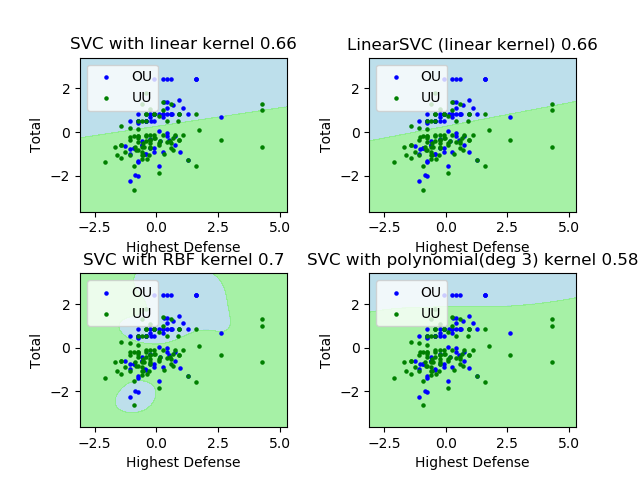 SVC with linear kernel 0.66
LinearSVC (linear kernel) 0.66
OU
UU
OU
UU
Total
2
0
−2
Total
2
0
−2
−2.5
0.0
2.5
5.0
−2.5
0.0
2.5
5.0
Highest Defense
Highest Defense
SVC with RBF kernel 0.7
SVC with polynomial(deg 3) kernel 0.58
OU
UU
OU
UU
Total
2
0
−2
Total
2
0
−2
−2.5
0.0
2.5
5.0
−2.5
0.0
2.5
5.0
Highest Defense
Highest Defense